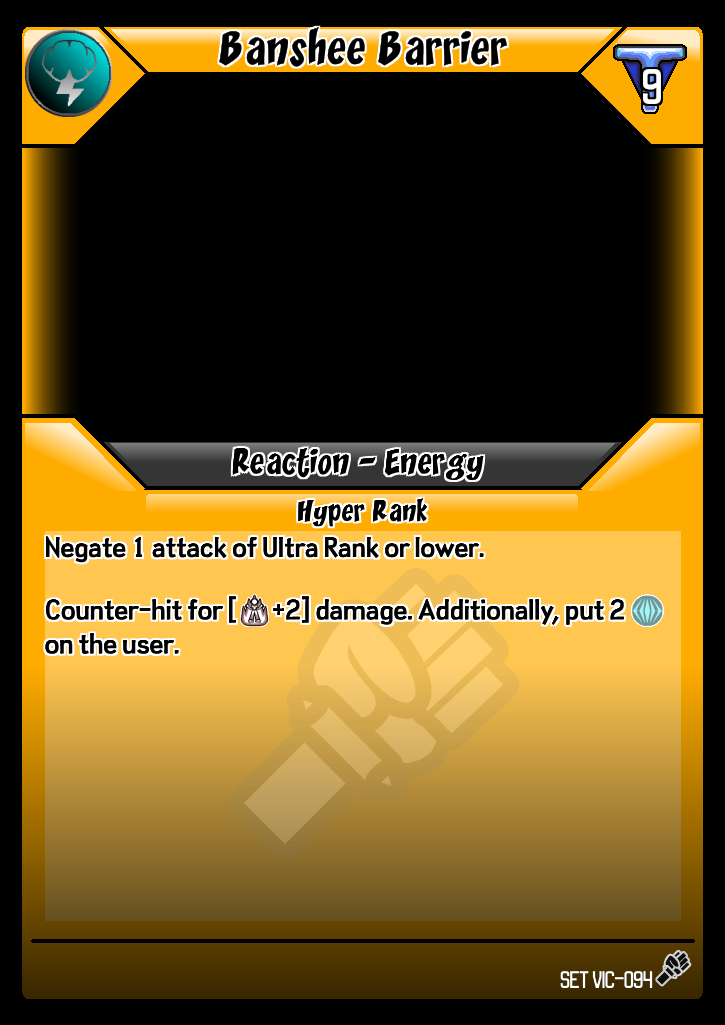 Banshee Barrier
9
Reaction - Energy
Hyper Rank
Negate 1 attack of Ultra Rank or lower.
Counter-hit for [ +2] damage. Additionally, put 2
on the user.
SET VIC-094